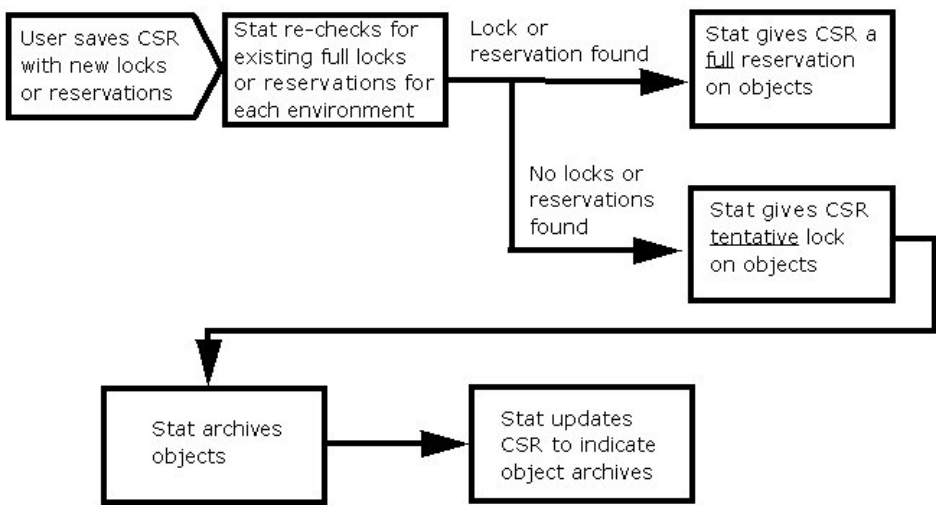 User saves CSR
with new locks
or reservations
Stat re-checks for
existing full locks
or reservations for
each environment
Lock or
reservation found
Stat gives CSR a
full reservation
on objects
No locks or
reservations
found
Stat gives CSR
tentative lock
on objects
Stat archives
objects
Stat updates
CSR to indicate
object archives